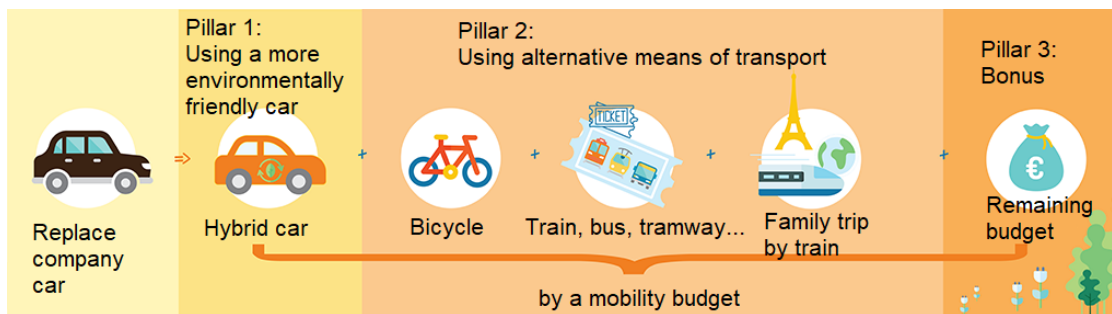 Pillar 1:
Using a more
environmentally
friendly car
Pillar 2:
Using alternative means of transport
Pillar 3:
Bonus
TICKET
€
Replace
company
car
Hybrid car
Bicycle
Train, bus, tramway...
Family trip
by train
Remaining
budget
by a mobility budget